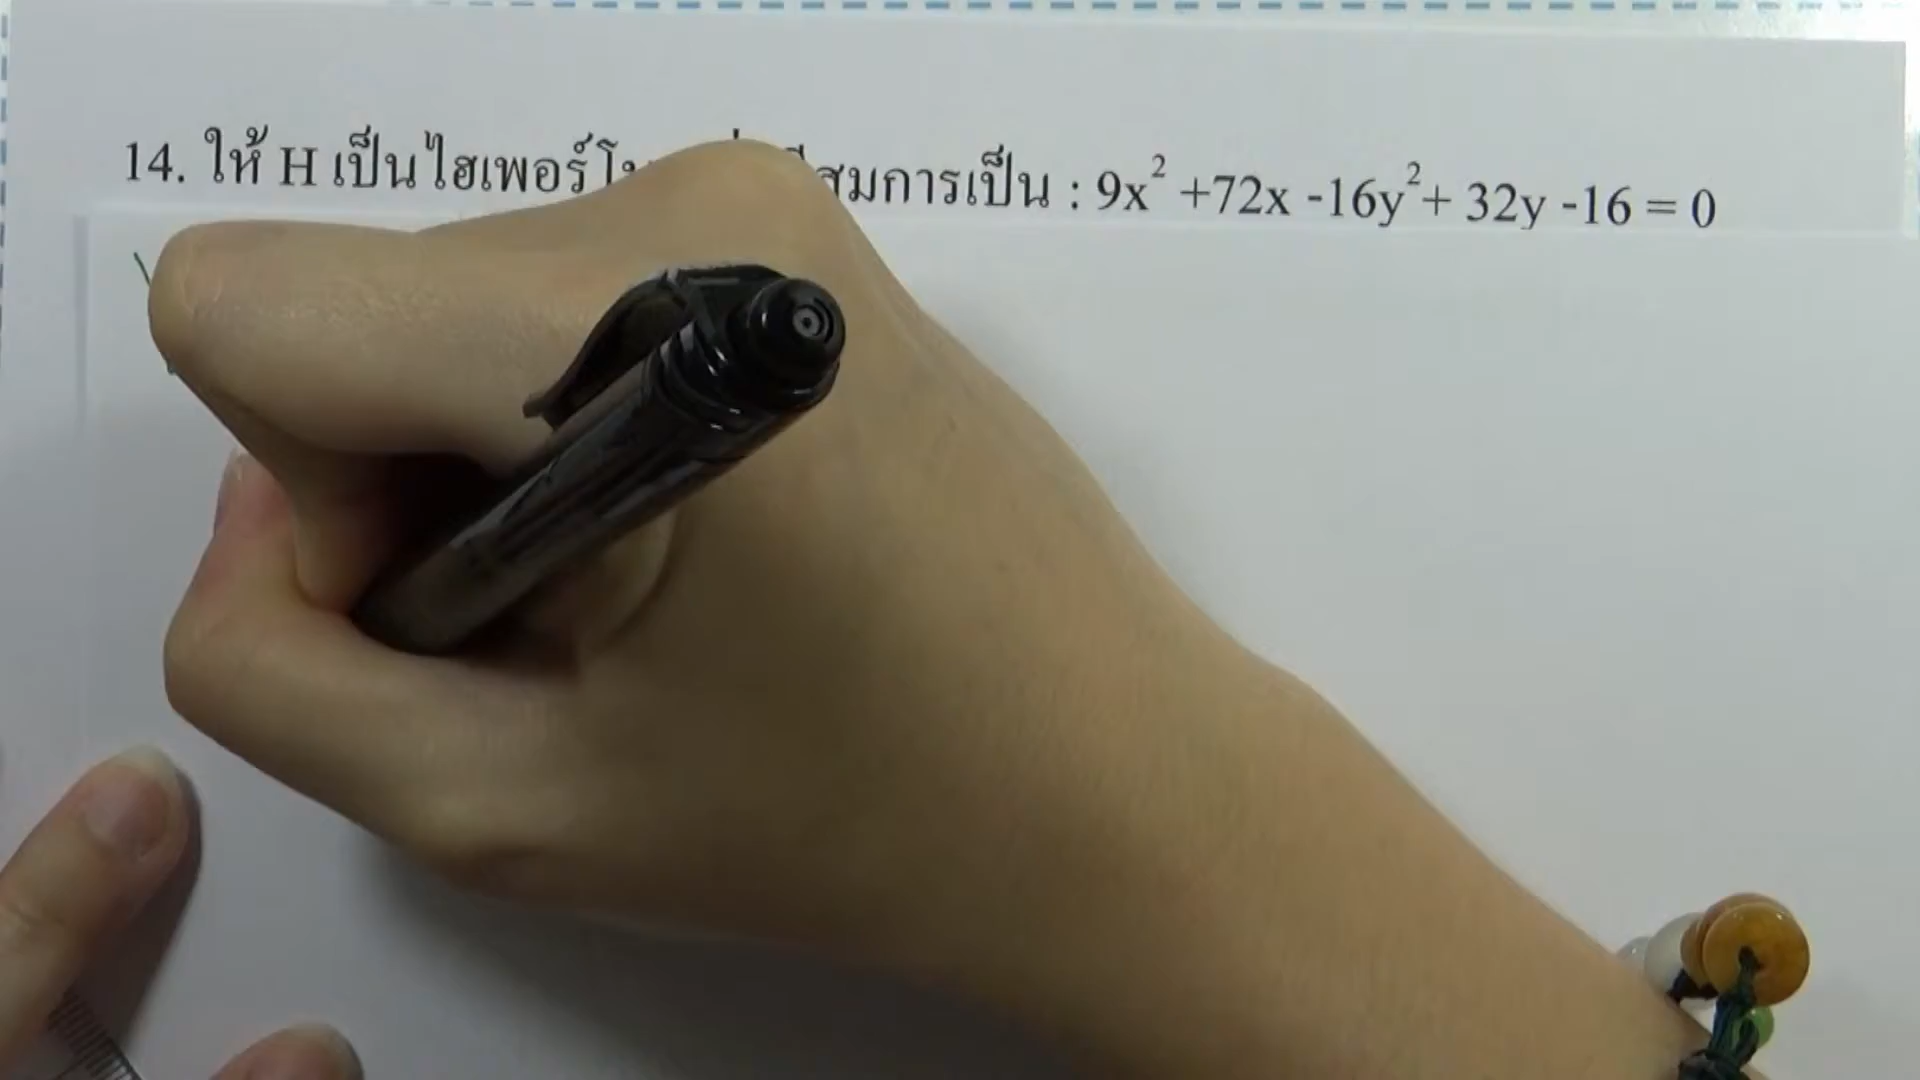 14. ให้ H เป็นไฮเพอร์โ สมการเป็น : 9x² +72x -16y²+ 32y -16 = 0